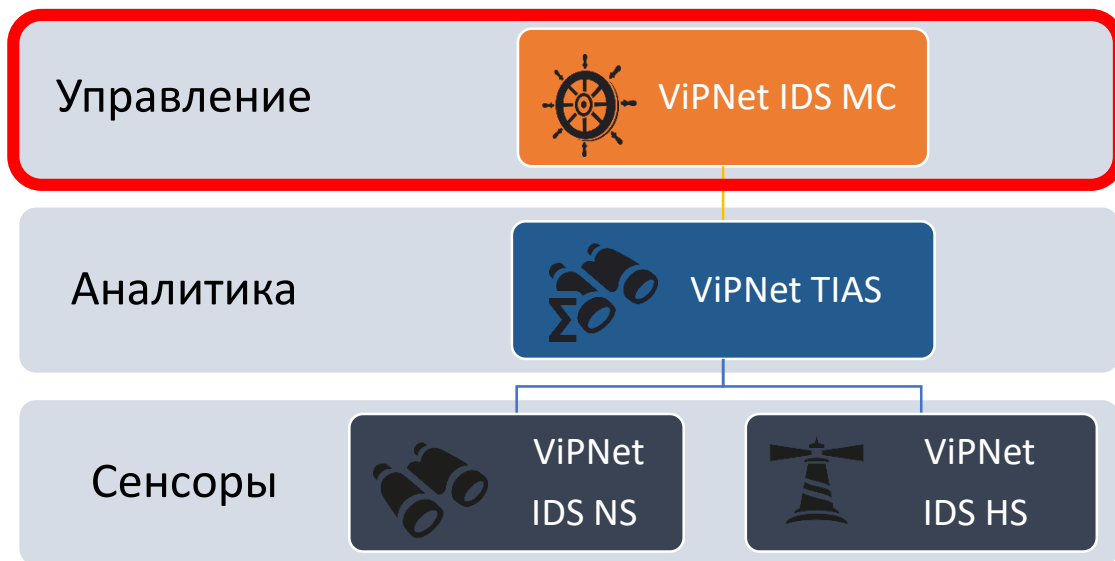 Управление
ViPNet IDS MC
Аналитика
Σ
ViPNet TIAS
Сенсоры
ViPNet
IDS NS
ViPNet
IDS HS